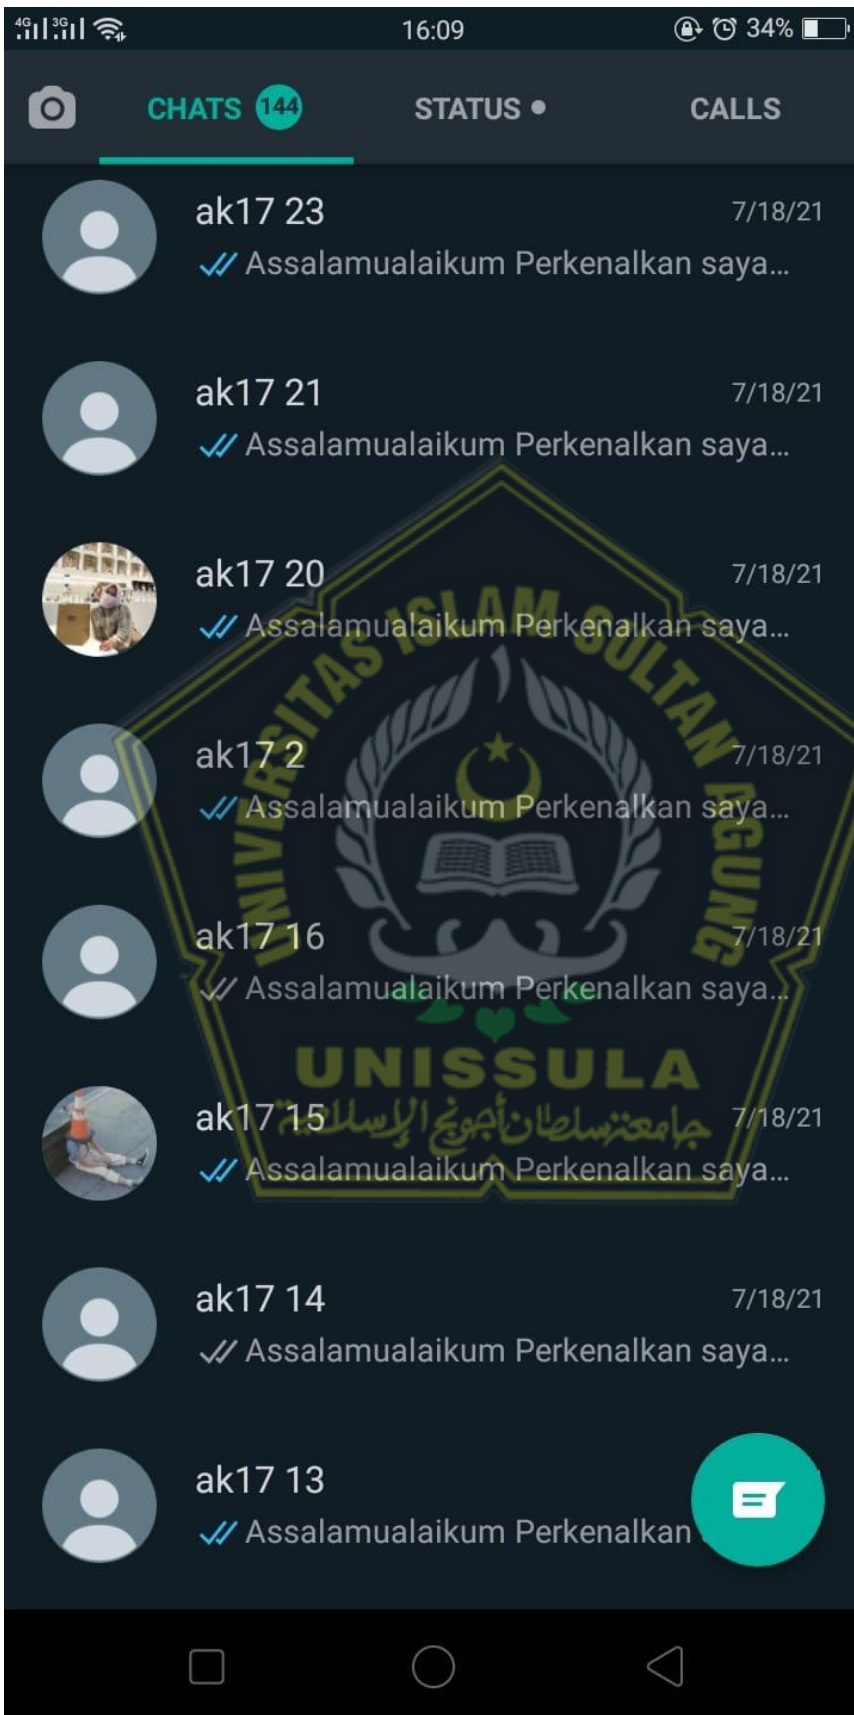 4G 3G 16:09 34%
CHATS 144 STATUS CALLS
ak17 23 7/18/21
Assalamualaikum Perkenalkan saya...
ak17 21 7/18/21
Assalamualaikum Perkenalkan saya...
ak17 20 7/18/21
Assalamualaikum Perkenalkan saya...
ak17 2 7/18/21
Assalamualaikum Perkenalkan saya...
ak17 16 7/18/21
Assalamualaikum Perkenalkan saya...
ak17 15 7/18/21
Assalamualaikum Perkenalkan saya...
ak17 14 7/18/21
Assalamualaikum Perkenalkan saya...
ak17 13
Assalamualaikum Perkenalkan
UNIVERSITAS ISLAM SULTAN AGUNG
UNISSULA
جامعة سلطان أجونج الإسلامية